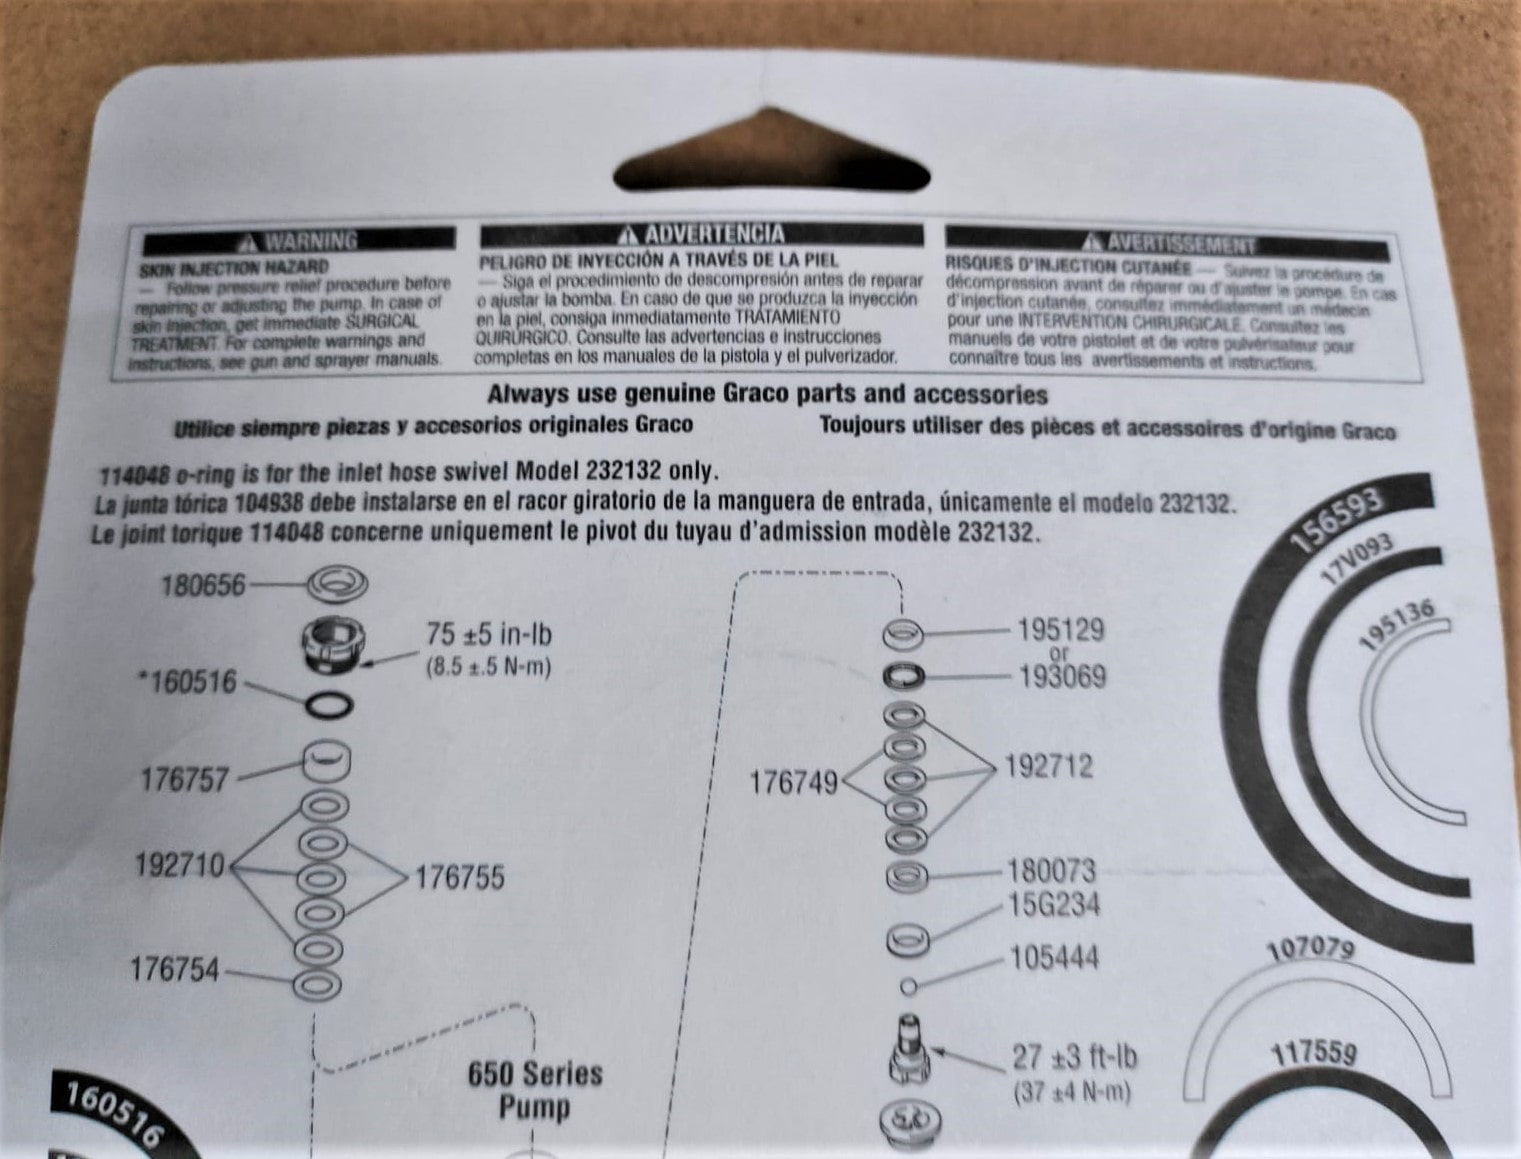 WARNING
SKIN INJECTION HAZARD
— Follow pressure relief procedure before
repairing or adjusting the pump. In case of
skin injection, get immediate SURGICAL
TREATMENT. For complete warnings and
instructions, see gun and sprayer manuals.
ADVERTENCIA
PELIGRO DE INYECCIÓN A TRAVÉS DE LA PIEL
— Siga el procedimiento de descompresión antes de reparar
o ajustar la bomba. En caso de que se produzca la inyección
en la piel, consiga inmediatamente TRATAMIENTO
QUIRÚRGICO. Consulte las advertencias e instrucciones
completas en los manuales de la pistola y el pulverizador.
AVERTISSEMENT
RISQUES D'INJECTION CUTANÉE — Suivez la procédure de
décompression avant de réparer ou d'ajuster le pompe. En cas
d'injection cutanée, consultez immédiatement un médecin
pour une INTERVENTION CHIRURGICALE. Consultez les
manuels de votre pistolet et de votre pulvérisateur pour
connaître tous les avertissements et instructions.
Always use genuine Graco parts and accessories
Utilice siempre piezas y accesorios originales Graco
Toujours utiliser des pièces et accessoires d'origine Graco
114048 o-ring is for the inlet hose swivel Model 232132 only.
La junta tórica 104938 debe instalarse en el racor giratorio de la manguera de entrada, únicamente el modelo 232132.
Le joint torique 114048 concerne uniquement le pivot du tuyau d'admission modèle 232132.
180656
75 ±5 in-lb
(8.5 ±.5 N-m)
*160516
176757
192710
176755
176754
650 Series
Pump
160516
195129
or
193069
176749
192712
180073
15G234
105444
27 ±3 ft-lb
(37 ±4 N-m)
156593
17V093
195136
107079
117559